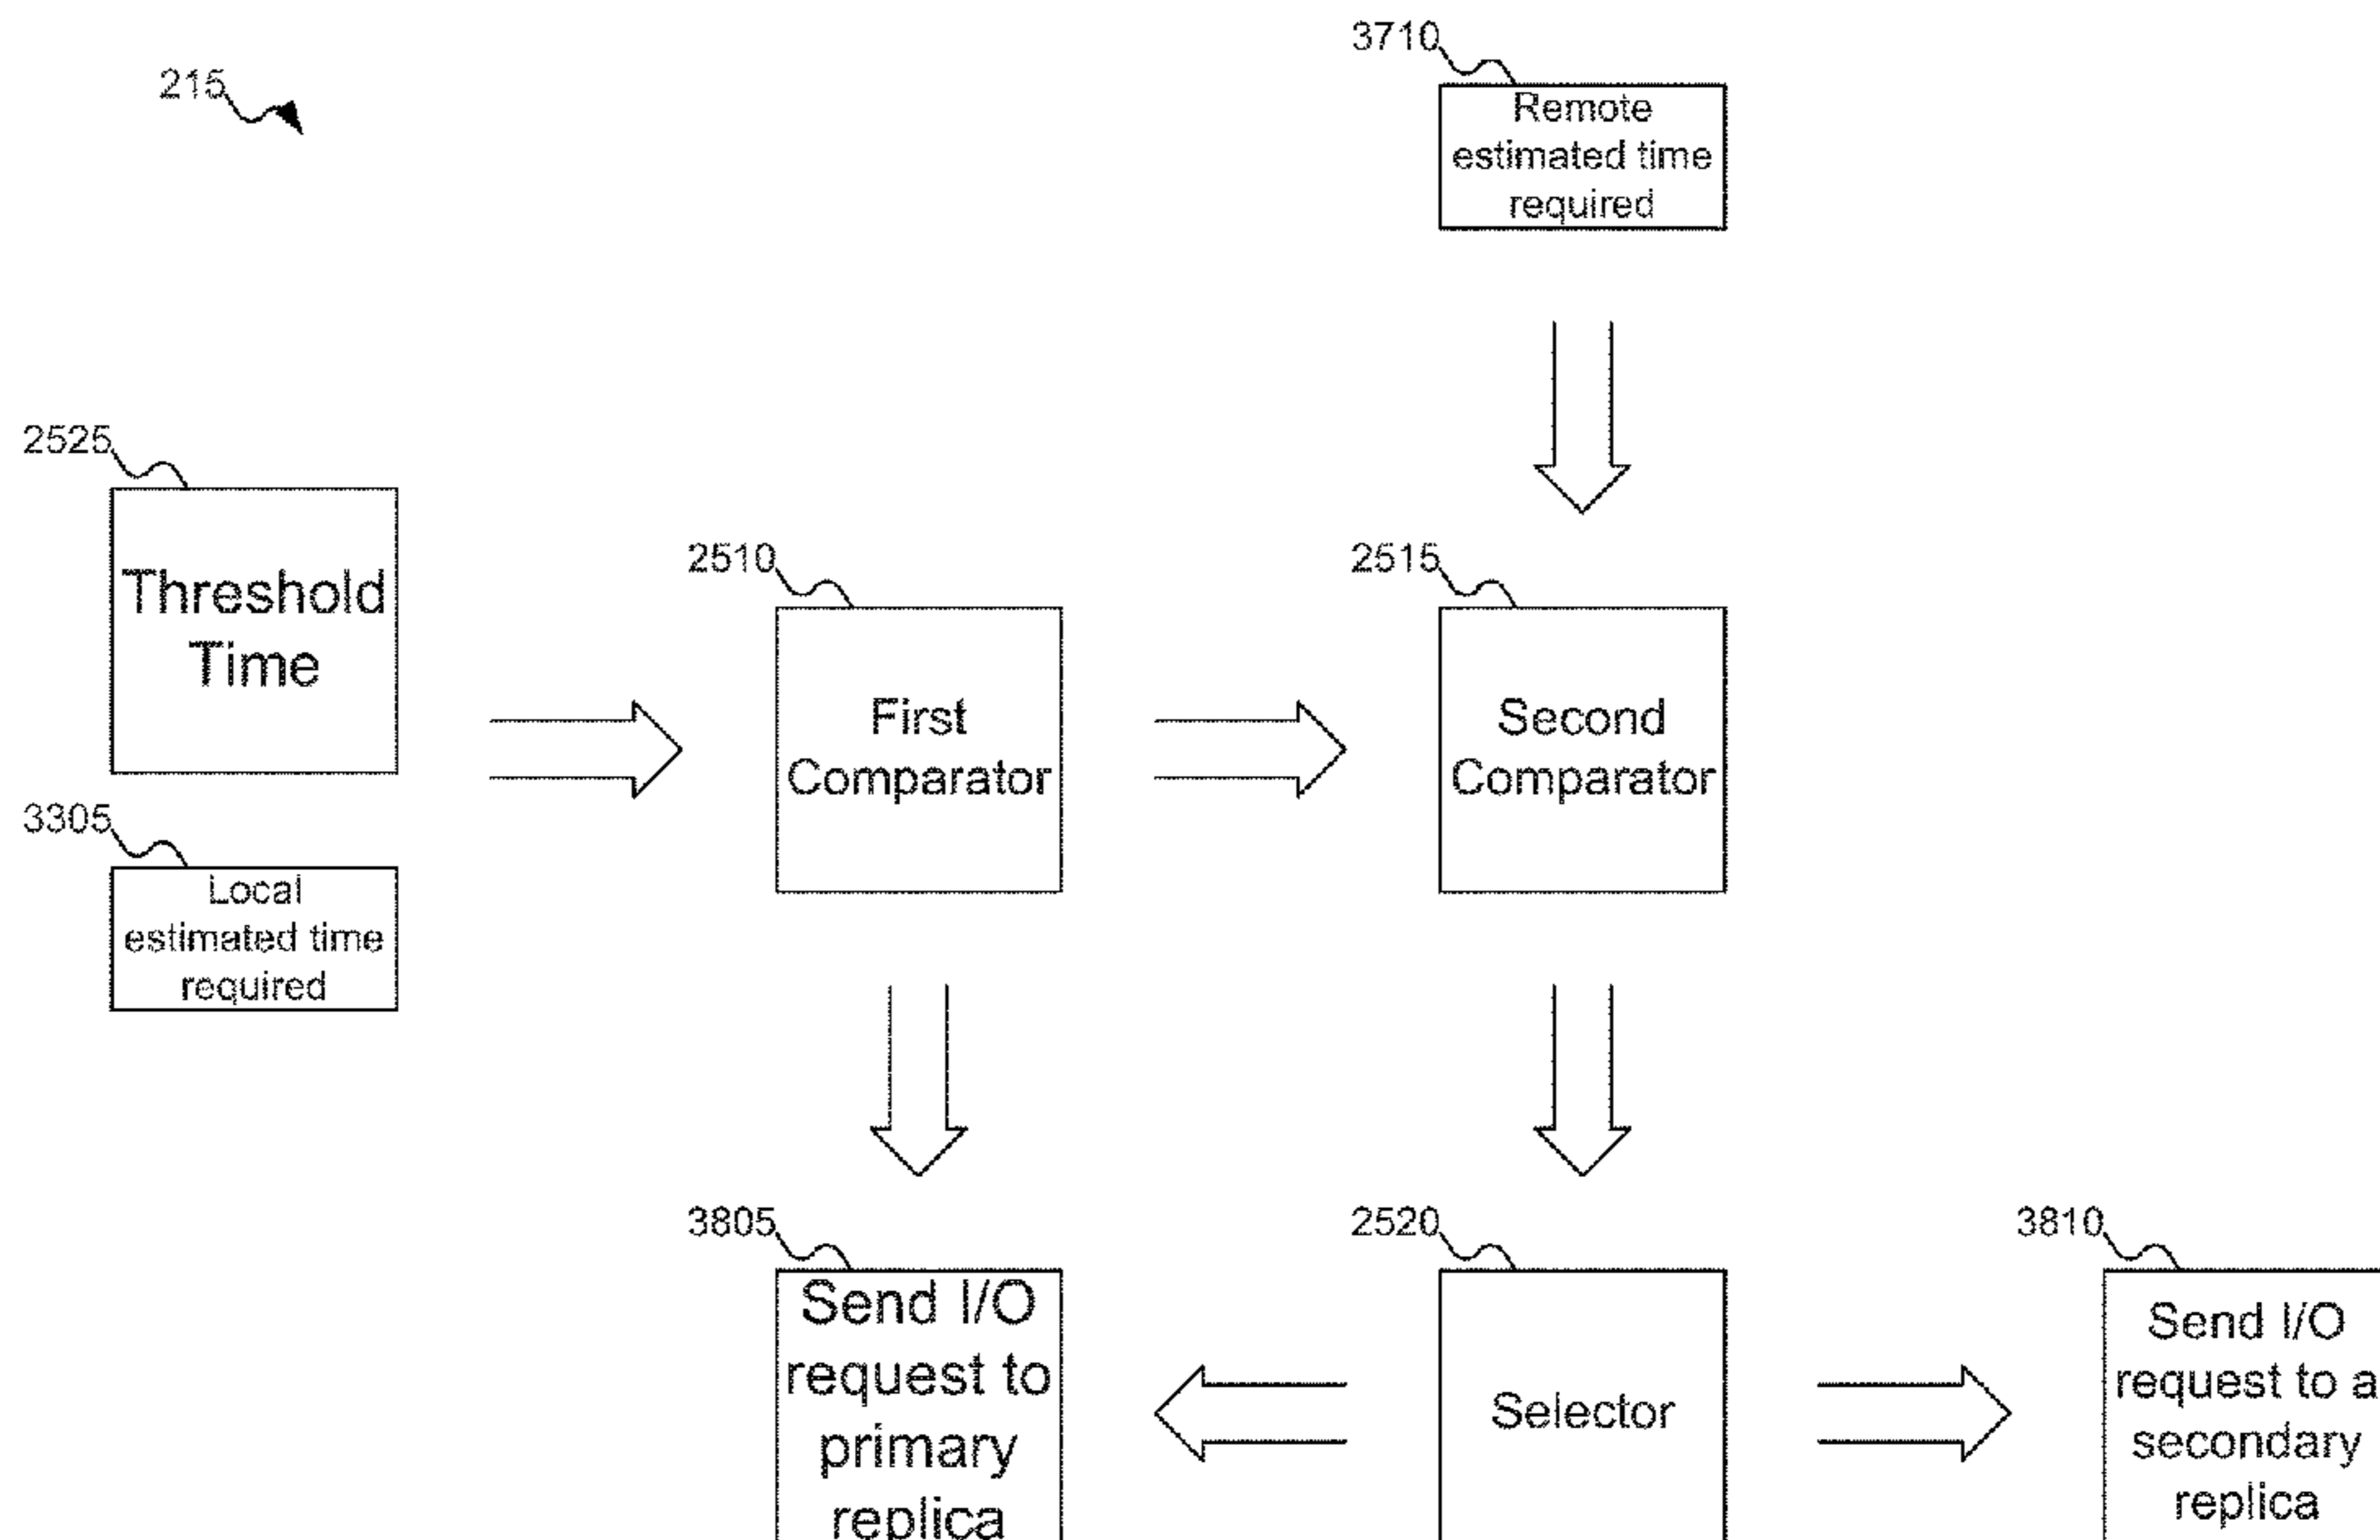 3710
215
Remote
estimated time
required
2525
Threshold
Time
2510
First
Comparator
2515
Second
Comparator
3305
Local
estimated time
required
3805
Send I/O
request to
primary
replica
2520
Selector
3810
Send I/O
request to a
secondary
replica